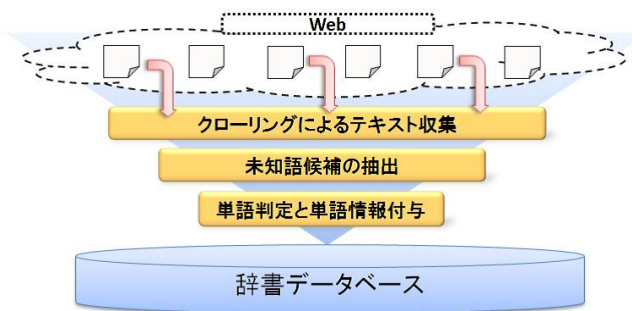 Web
クローリングによるテキスト収集
未知語候補の抽出
単語判定と単語情報付与
辞書データベース